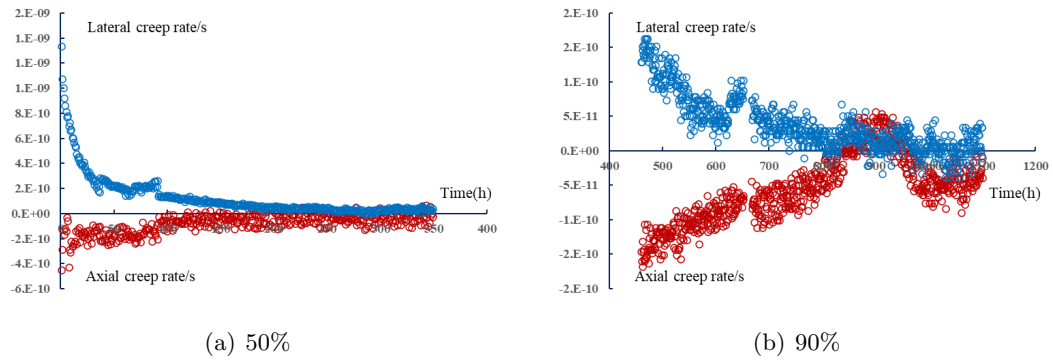 2.E-09
Lateral creep rate/s
1.E-09
1.E-09
1.E-09
8.E-10
6.E-10
4.E-10
2.E-10
Time(h)
0.E+00
400
-2.E-10
-4.E-10
Axial creep rate/s
-6.E-10
(a) 50%
2.E-10
Lateral creep rate/s
2.E-10
1.E-10
5.E-11
0.E+00
400 500 600 700 800 900 1200
Time(h)
-5.E-11
-1.E-10
-2.E-10
Axial creep rate/s
-2.E-10
(b) 90%